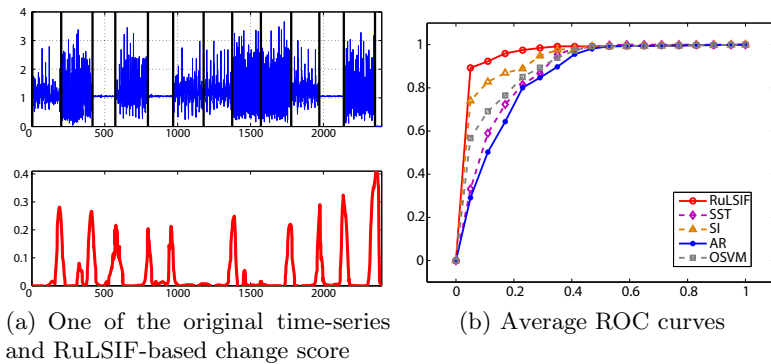 4
3
2
1
0
0 500 1000 1500 2000
0.4
0.3
0.2
0.1
0
0 500 1000 1500 2000
(a) One of the original time-series
and RuLSIF-based change score
1
0.8
0.6
0.4
0.2
0
0 0.2 0.4 0.6 0.8 1
RuLSIF
SST
SI
AR
OSVM
(b) Average ROC curves